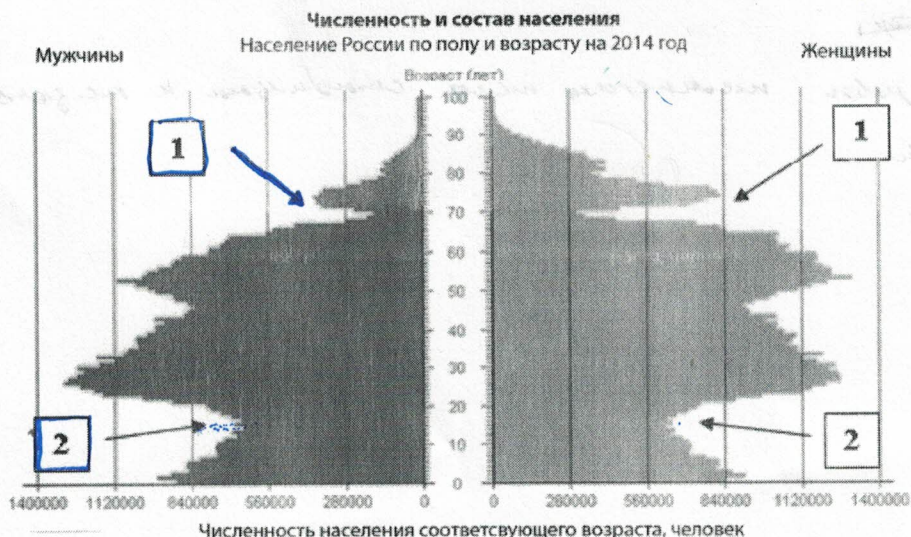 Численность и состав населения
Население России по полу и возрасту на 2014 год
Мужчины
Женщины
Возраст (лет)
100
90
80
70
60
50
40
30
20
10
0
1
1
2
2
1400000 1120000 840000 560000 280000 0 0 280000 560000 840000 1120000 1400000
Численность населения соответсвующего возраста, человек